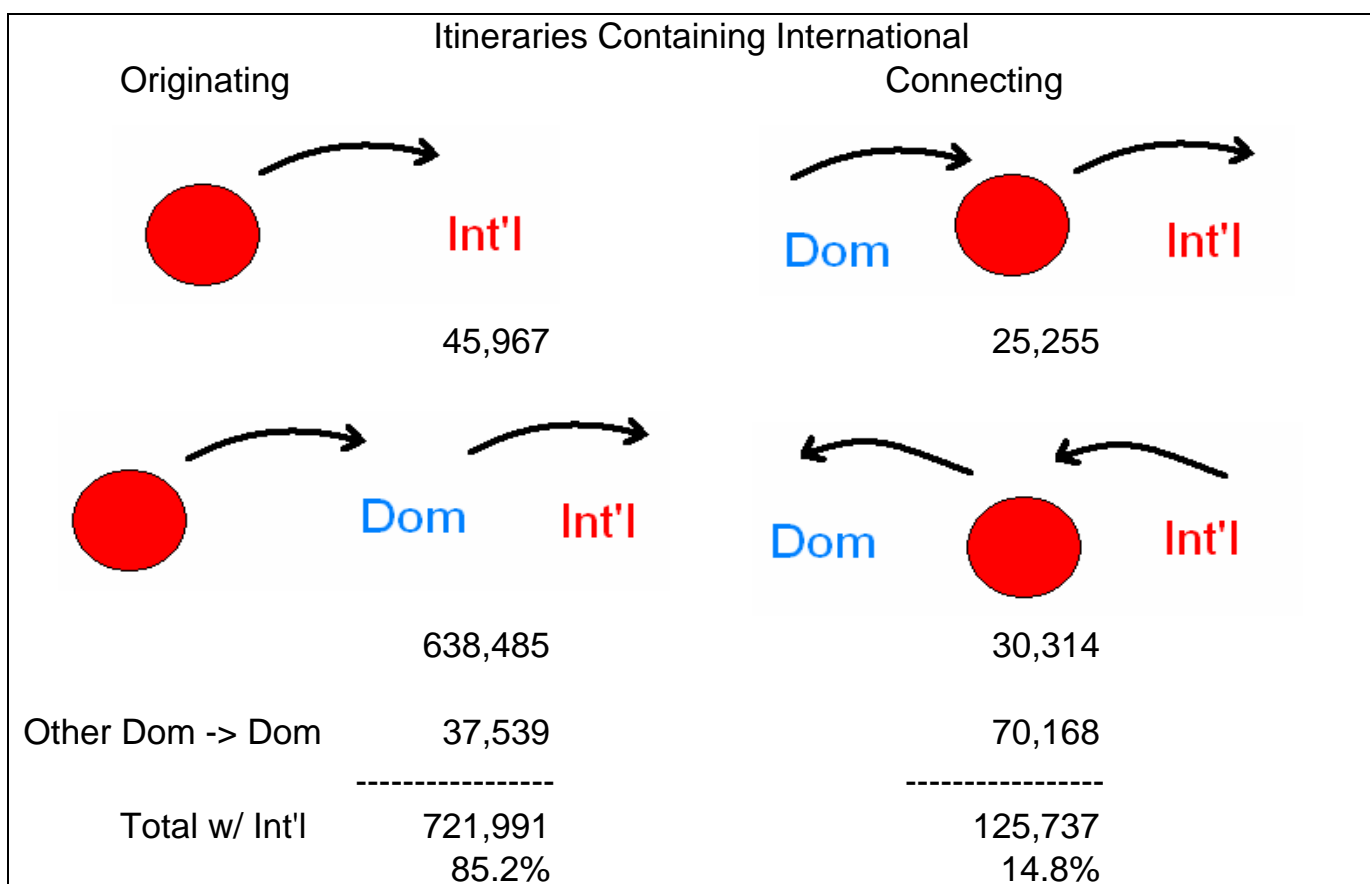 Itineraries Containing International
Originating Connecting
Int'l Dom Int'l
45,967 25,255
Dom Int'l Dom Int'l
638,485 30,314
Other Dom -> Dom 37,539 70,168
----------------- -----------------
Total w/ Int'l 721,991 125,737
85.2% 14.8%